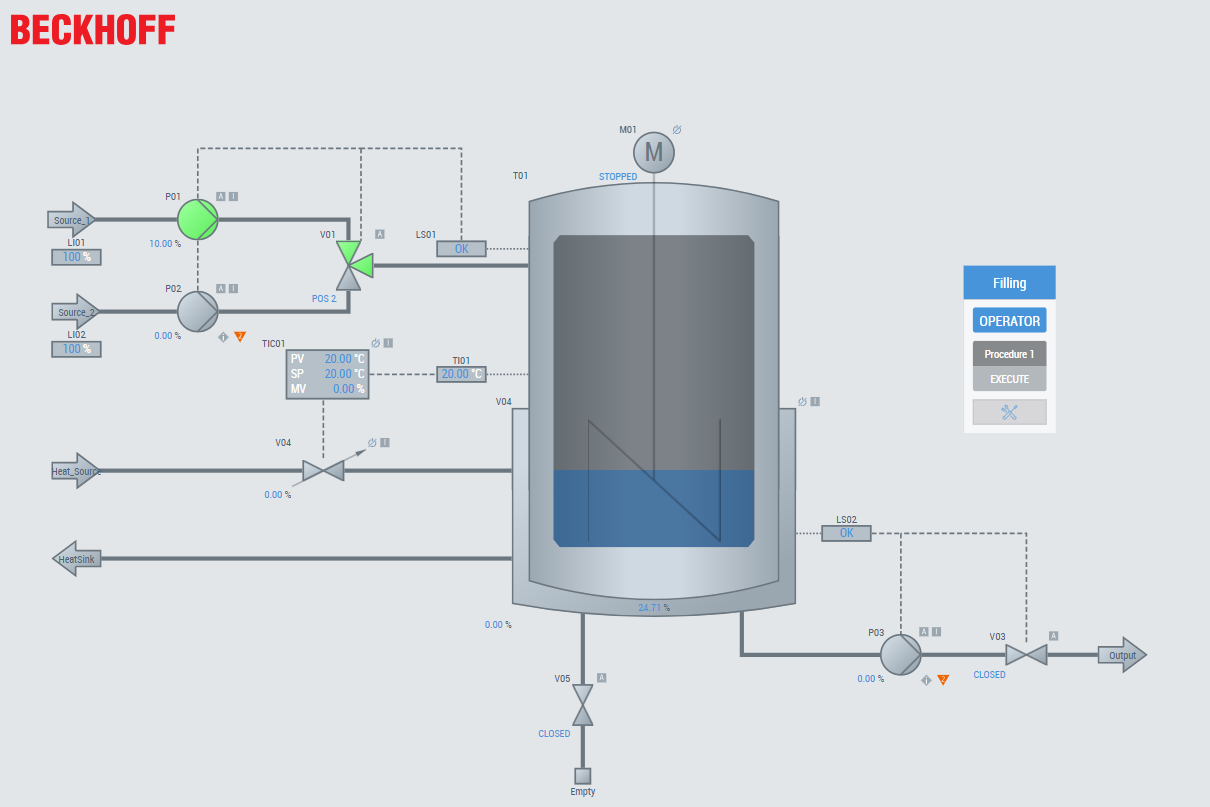 BECKHOFF
M01
M
STOPPED
T01
P01
A I
Source_1
LI01
100 %
10.00 %
V01
A
LS01
OK
P02
A I
Source_2
LI02
100 %
0.00 %
POS 2
TIC01
I
PV 20.00 °C
SP 20.00 °C
MV 0.00 %
TI01
20.00 °C
V04
I
V04
I
Heat_Source
0.00 %
HeatSink
24.71 %
0.00 %
V05
A
CLOSED
Empty
Filling
OPERATOR
Procedure 1
EXECUTE
LS02
OK
P03
A I
0.00 %
V03
A
CLOSED
Output